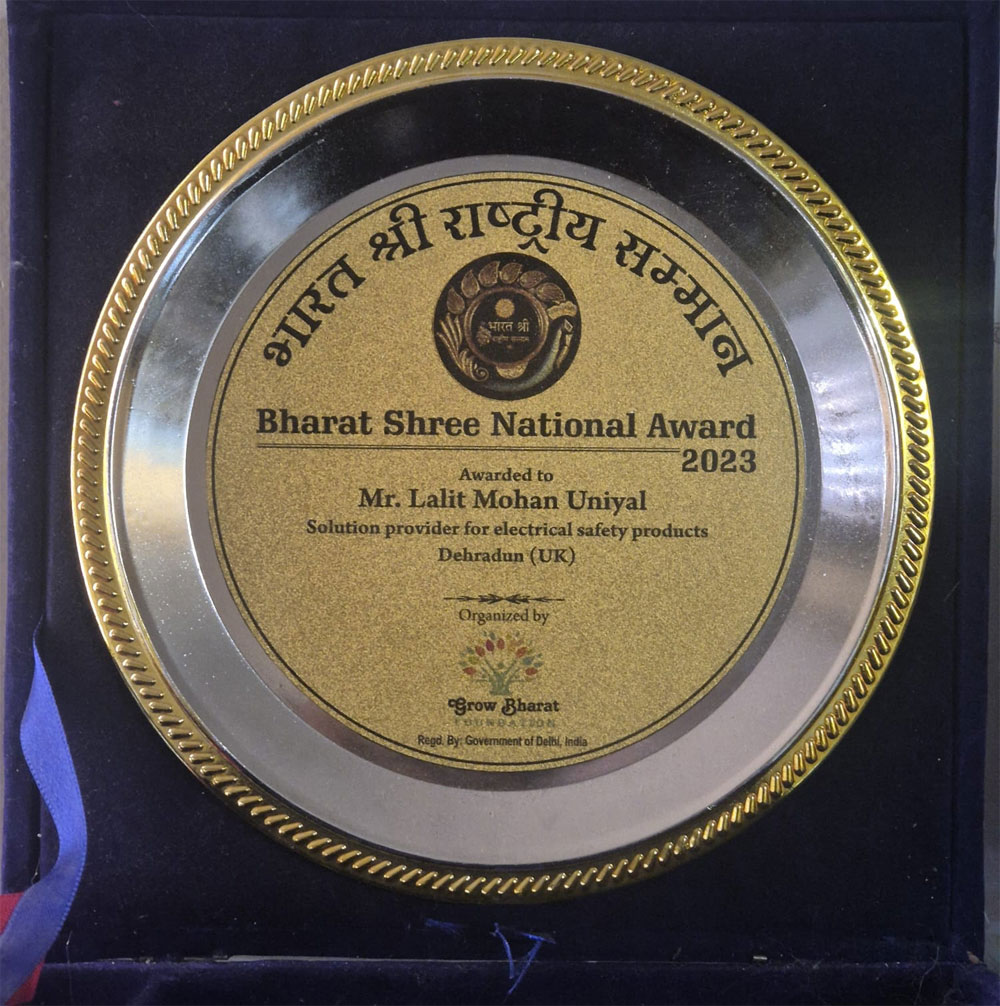 भारत श्री राष्ट्रीय सम्मान
भारत श्री
Bharat Shree National Award
2023
Awarded to
Mr. Lalit Mohan Uniyal
Solution provider for electrical safety products
Dehradun (UK)
Organized by
Grow Bharat
FOUNDATION
Regd. By: Government of Delhi, India